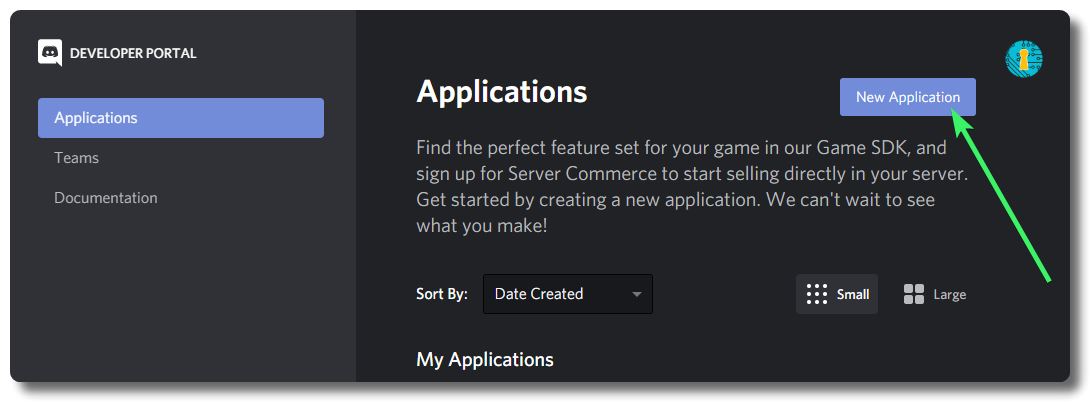 DEVELOPER PORTAL
Applications
Teams
Documentation
Applications
New Application
Find the perfect feature set for your game in our Game SDK, and
sign up for Server Commerce to start selling directly in your server.
Get started by creating a new application. We can't wait to see
what you make!
Sort By: Date Created Small Large
My Applications